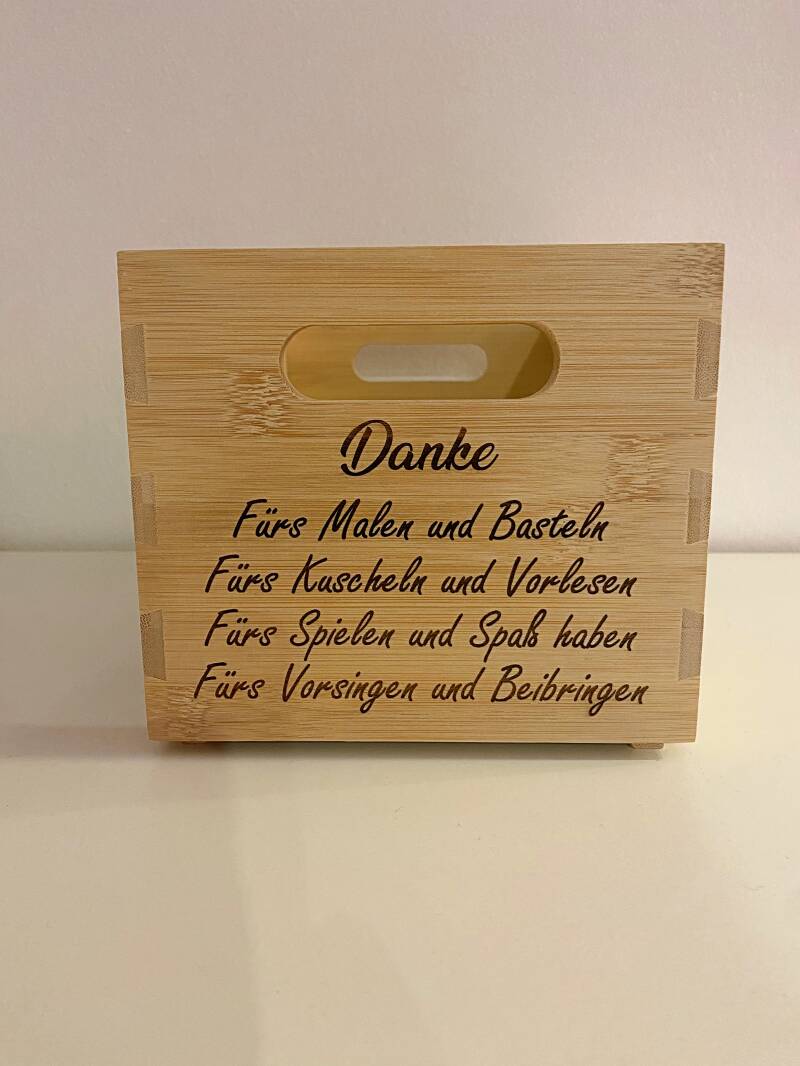 Danke
Fürs Malen und Basteln
Fürs Kuscheln und Vorlesen
Fürs Spielen und Spaß haben
Fürs Vorsingen und Beibringen